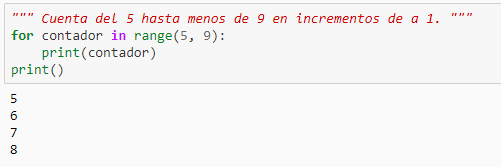 """ Cuenta del 5 hasta menos de 9 en incrementos de a 1. """
for contador in range(5, 9):
    print(contador)
print()
5
6
7
8